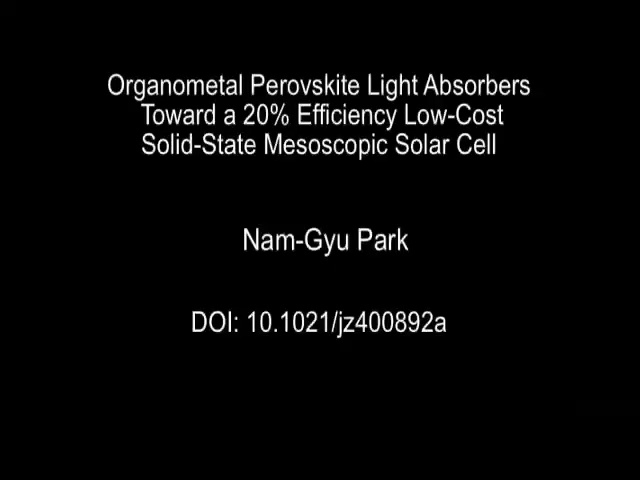 Organometal Perovskite Light Absorbers
Toward a 20% Efficiency Low-Cost
Solid-State Mesoscopic Solar Cell
Nam-Gyu Park
DOI: 10.1021/jz400892a